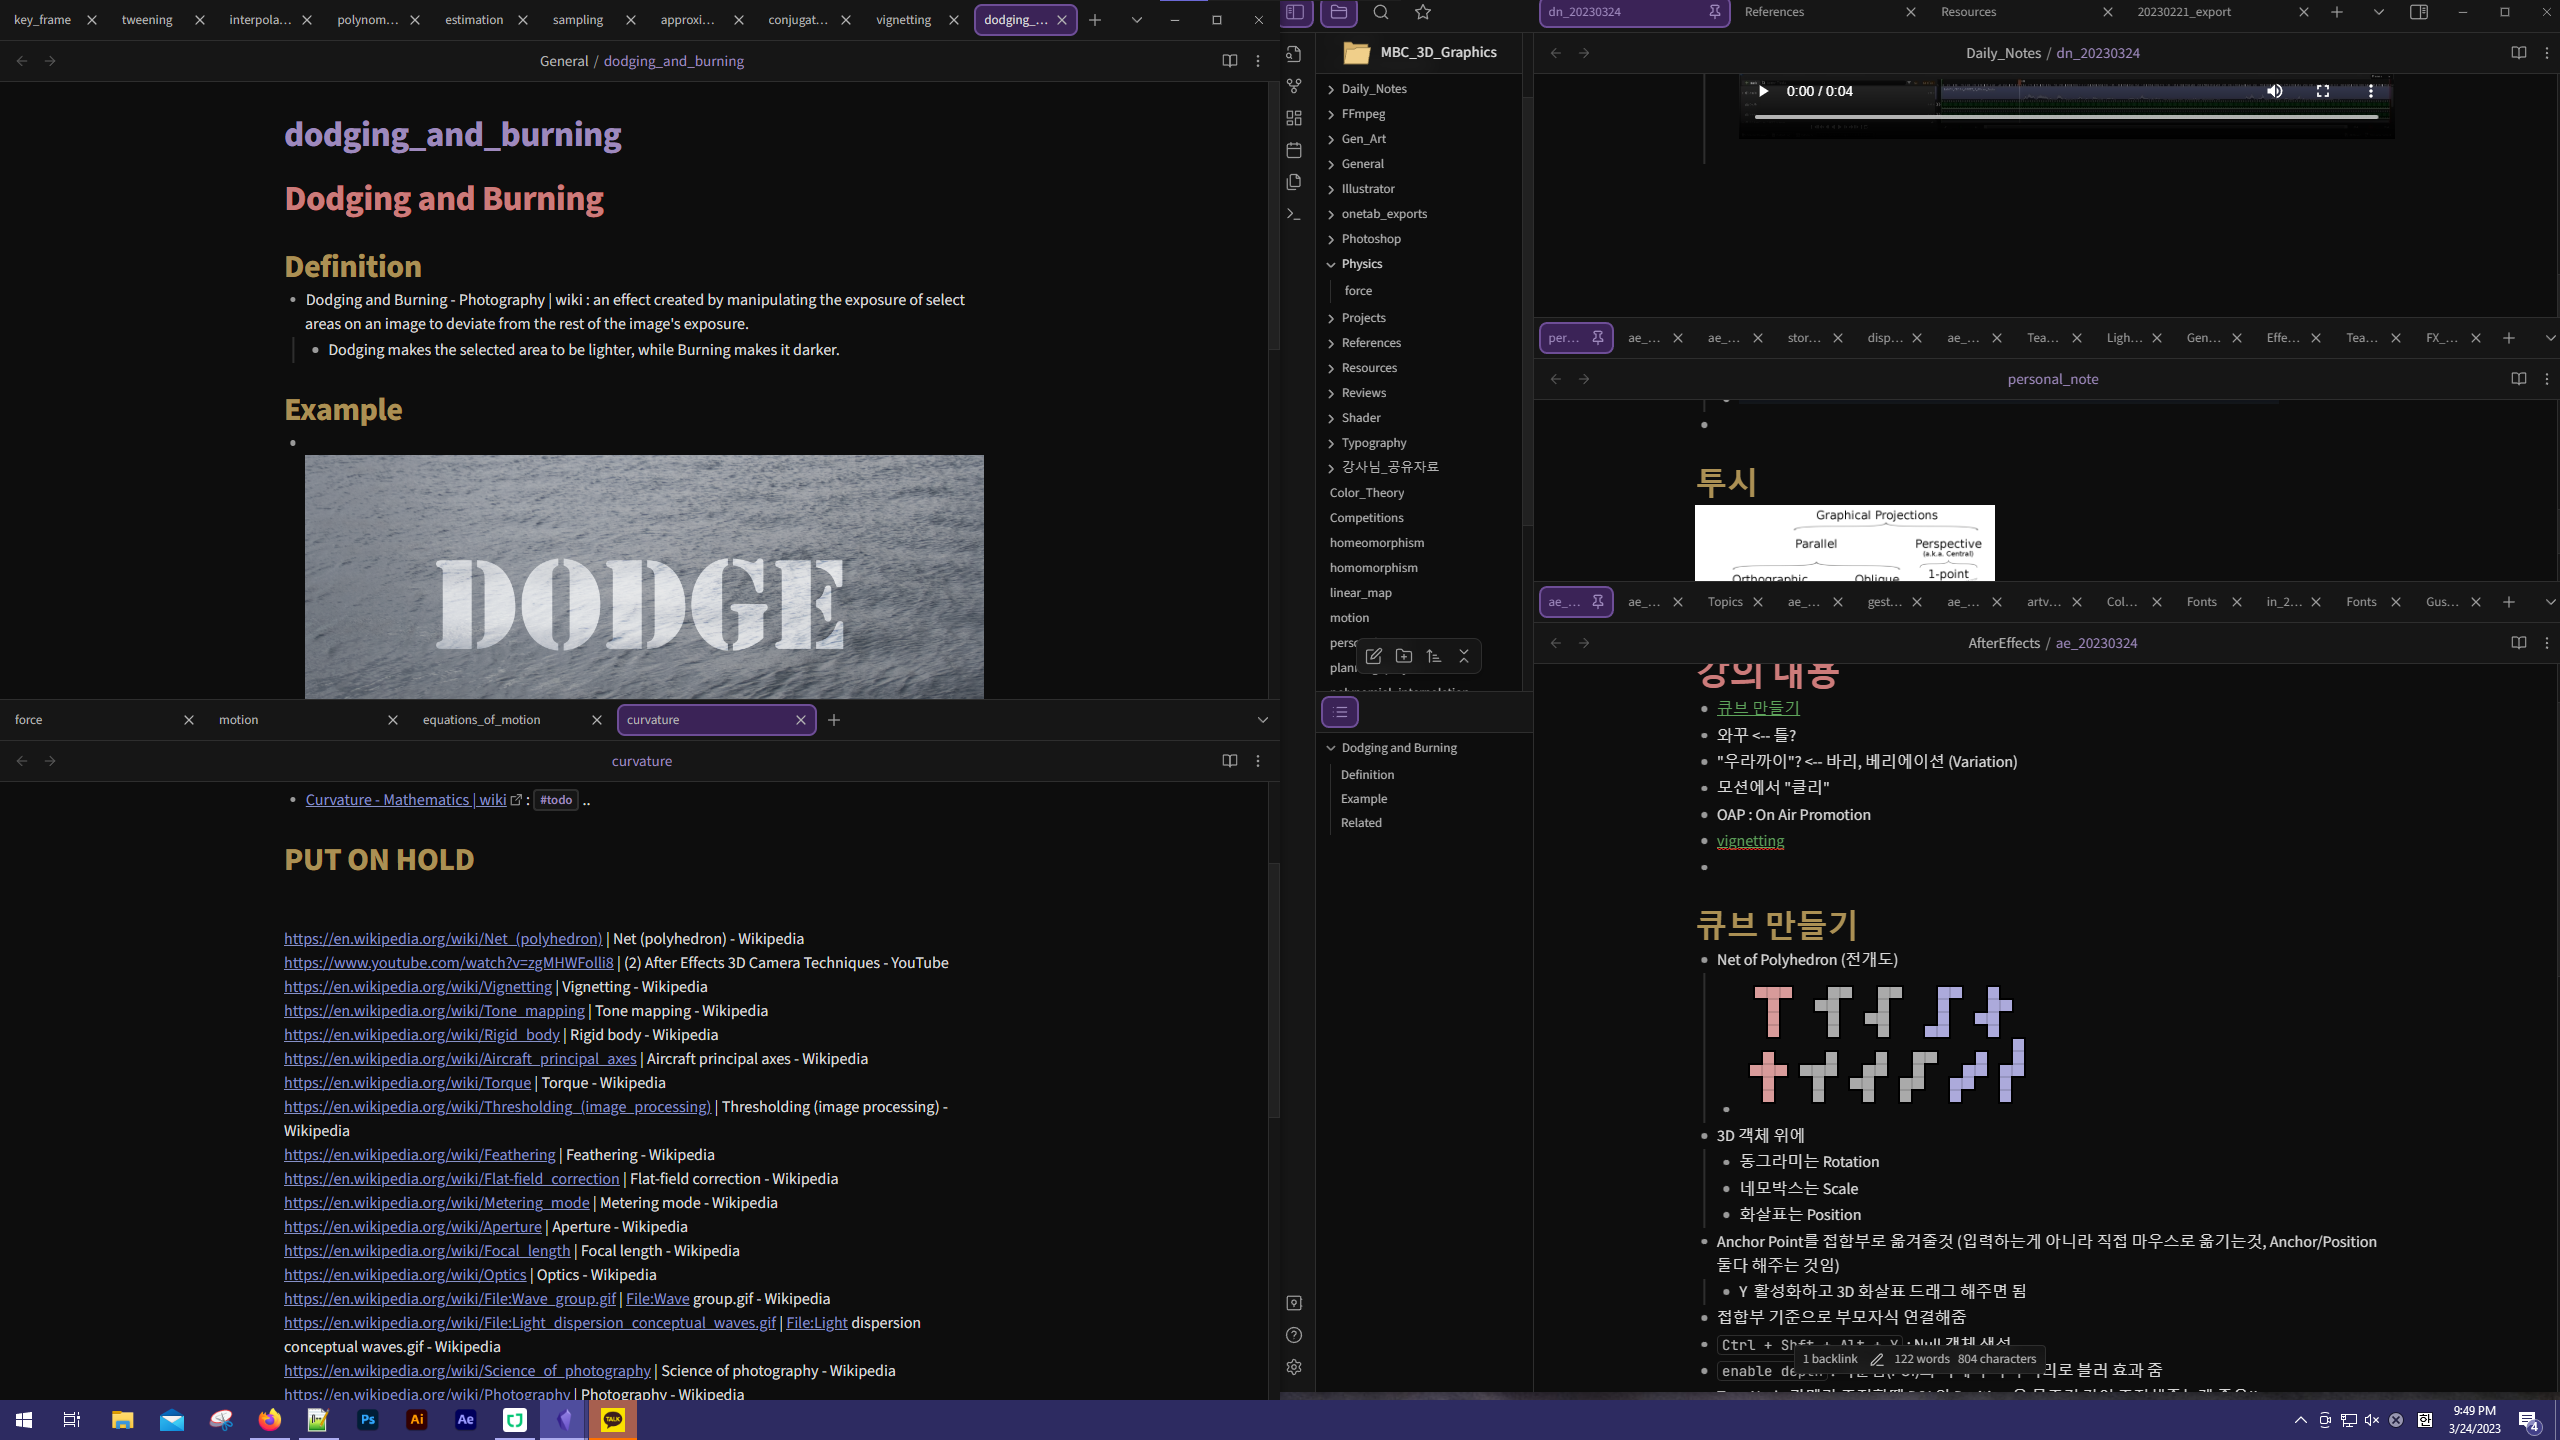 key_frame
tweening
interpola...
polynom...
estimation
sampling
approxi...
conjugat...
vignetting
dodging_...
General / dodging_and_burning
dodging_and_burning
Dodging and Burning
Definition
Dodging and Burning - Photography | wiki : an effect created by manipulating the exposure of select
areas on an image to deviate from the rest of the image's exposure.
Dodging makes the selected area to be lighter, while Burning makes it darker.
Example
DODGE
force
motion
equations_of_motion
curvature
curvature
Curvature - Mathematics | wiki : #todo ..
PUT ON HOLD
https://en.wikipedia.org/wiki/Net_(polyhedron) | Net (polyhedron) - Wikipedia
https://www.youtube.com/watch?v=zgMHWFolli8 | (2) After Effects 3D Camera Techniques - YouTube
https://en.wikipedia.org/wiki/Vignetting | Vignetting - Wikipedia
https://en.wikipedia.org/wiki/Tone_mapping | Tone mapping - Wikipedia
https://en.wikipedia.org/wiki/Rigid_body | Rigid body - Wikipedia
https://en.wikipedia.org/wiki/Aircraft_principal_axes | Aircraft principal axes - Wikipedia
https://en.wikipedia.org/wiki/Torque | Torque - Wikipedia
https://en.wikipedia.org/wiki/Thresholding_(image_processing) | Thresholding (image processing) -
Wikipedia
https://en.wikipedia.org/wiki/Feathering | Feathering - Wikipedia
https://en.wikipedia.org/wiki/Flat-field_correction | Flat-field correction - Wikipedia
https://en.wikipedia.org/wiki/Metering_mode | Metering mode - Wikipedia
https://en.wikipedia.org/wiki/Aperture | Aperture - Wikipedia
https://en.wikipedia.org/wiki/Focal_length | Focal length - Wikipedia
https://en.wikipedia.org/wiki/Optics | Optics - Wikipedia
https://en.wikipedia.org/wiki/File:Wave_group.gif | File:Wave group.gif - Wikipedia
https://en.wikipedia.org/wiki/File:Light_dispersion_conceptual_waves.gif | File:Light dispersion
conceptual waves.gif - Wikipedia
https://en.wikipedia.org/wiki/Science_of_photography | Science of photography - Wikipedia
https://en.wikipedia.org/wiki/Photography | Photography - Wikipedia
MBC_3D_Graphics
Daily_Notes
FFmpeg
Gen_Art
General
Illustrator
onetab_exports
Photoshop
Physics
force
Projects
References
Resources
Reviews
Shader
Typography
강사님_공유자료
Color_Theory
Competitions
homeomorphism
homomorphism
linear_map
motion
Dodging and Burning
Definition
Example
Related
dn_20230324
References
Resources
20230221_export
Daily_Notes / dn_20230324
0:00 / 0:04
per...
ae_...
ae_...
stor...
disp...
ae_...
Tea...
Ligh...
Gen...
Effe...
Tea...
FX_...
personal_note
투시
Graphical Projections
Parallel
Perspective
(a.k.a. Central)
Orthographic
Oblique
1-point
ae_...
ae_...
Topics
ae_...
gest...
ae_...
artv...
Col...
Fonts
in_2...
Fonts
Gus...
AfterEffects / ae_20230324
강의 내용
큐브 만들기
와꾸 <-- 틀?
"우라까이"? <-- 바리, 베리에이션 (Variation)
모션에서 "클리"
OAP : On Air Promotion
vignetting
큐브 만들기
Net of Polyhedron (전개도)
3D 객체 위에
동그라미는 Rotation
네모박스는 Scale
화살표는 Position
Anchor Point를 접합부로 옮겨줄것 (입력하는게 아니라 직접 마우스로 옮기는것, Anchor/Position
둘다 해주는 것임)
Y 활성화하고 3D 화살표 드래그 해주면 됨
접합부 기준으로 부모자식 연결해줌
Ctrl + Shft + Alt + Y : Null 객체 생성
1 backlink 122 words 804 characters
Ps
Ai
Ae
TALK
한
9:49 PM
3/24/2023
4